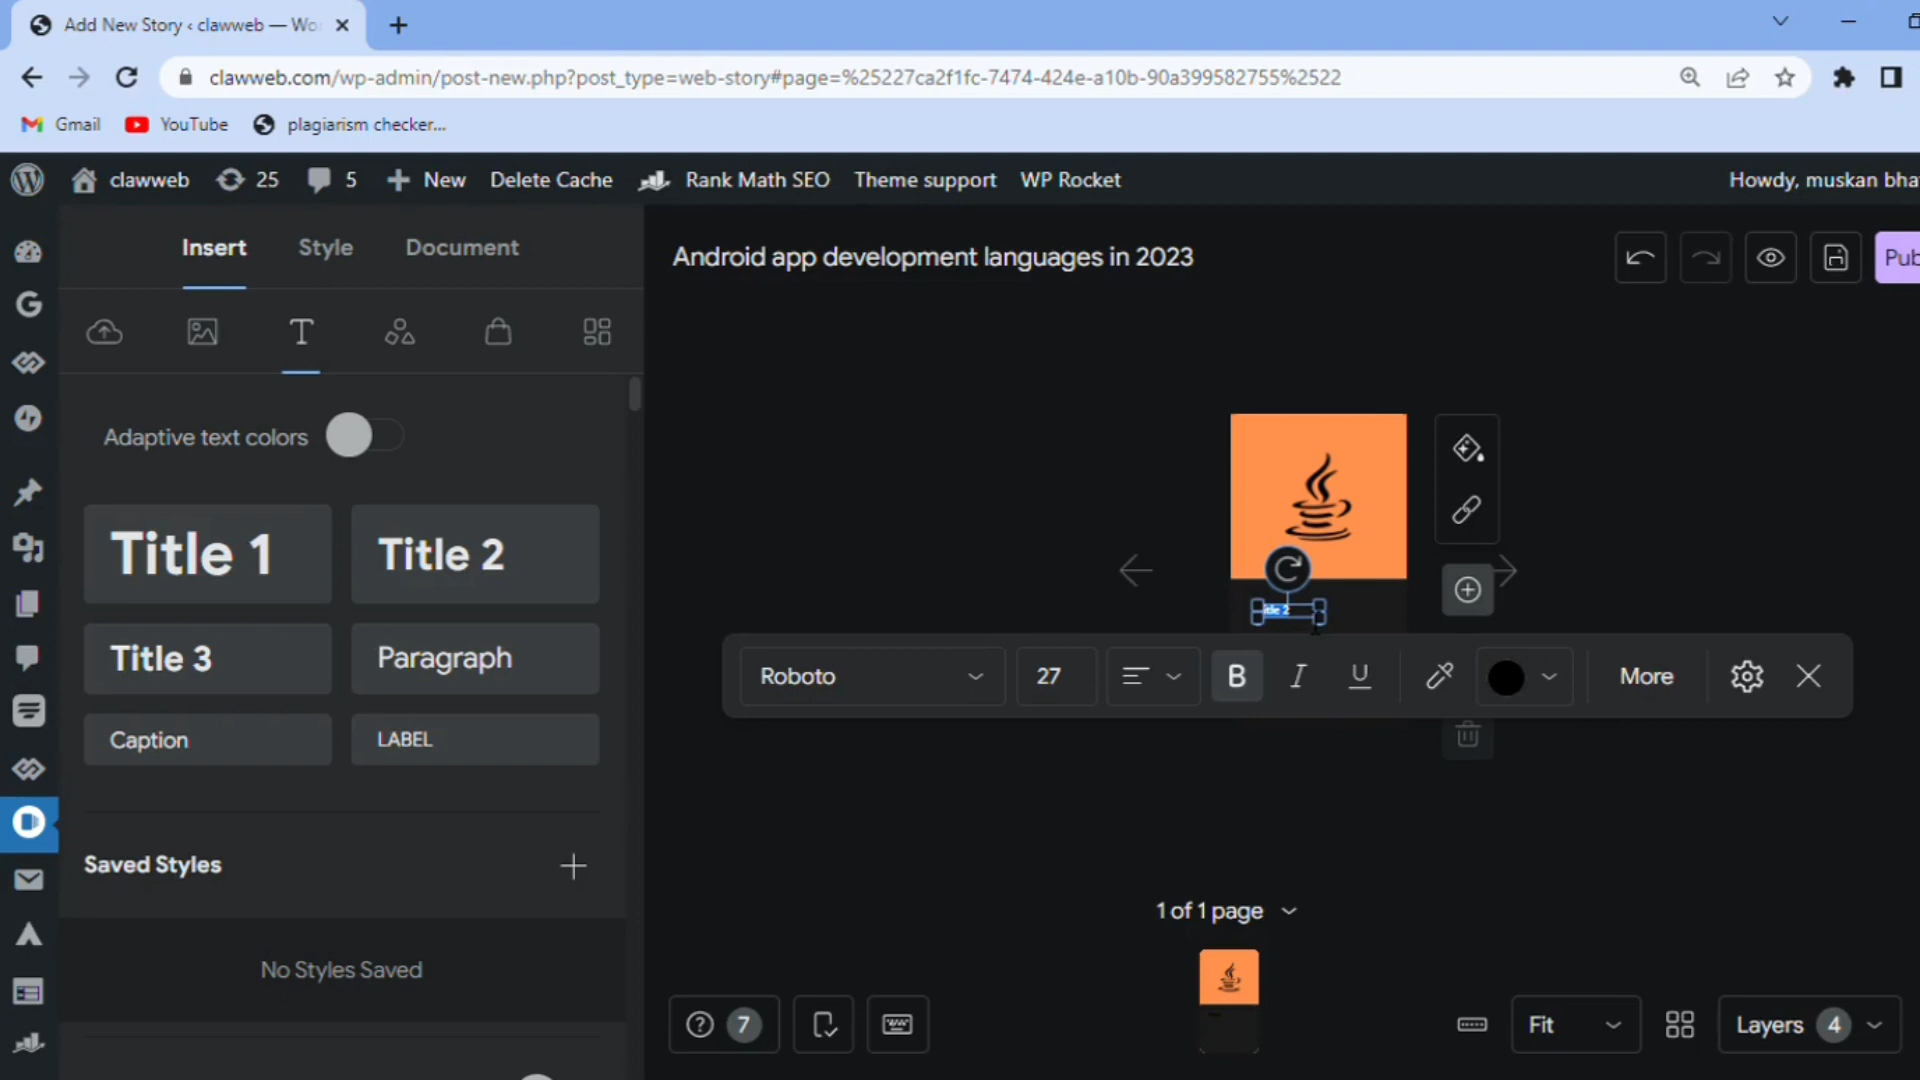 Add New Story ‹ clawweb — Wo
clawweb.com/wp-admin/post-new.php?post_type=web-story#page=%25227ca2f1fc-7474-424e-a10b-90a399582755%2522
Gmail YouTube plagiarism checker...
clawweb 25 5 New Delete Cache Rank Math SEO Theme support WP Rocket Howdy, muskan bha
Insert Style Document
Android app development languages in 2023
Pub
Adaptive text colors
Title 1 Title 2
Title 2
Title 3 Paragraph
Roboto 27 B I U More
Caption LABEL
Saved Styles
No Styles Saved
1 of 1 page
7 Fit Layers 4